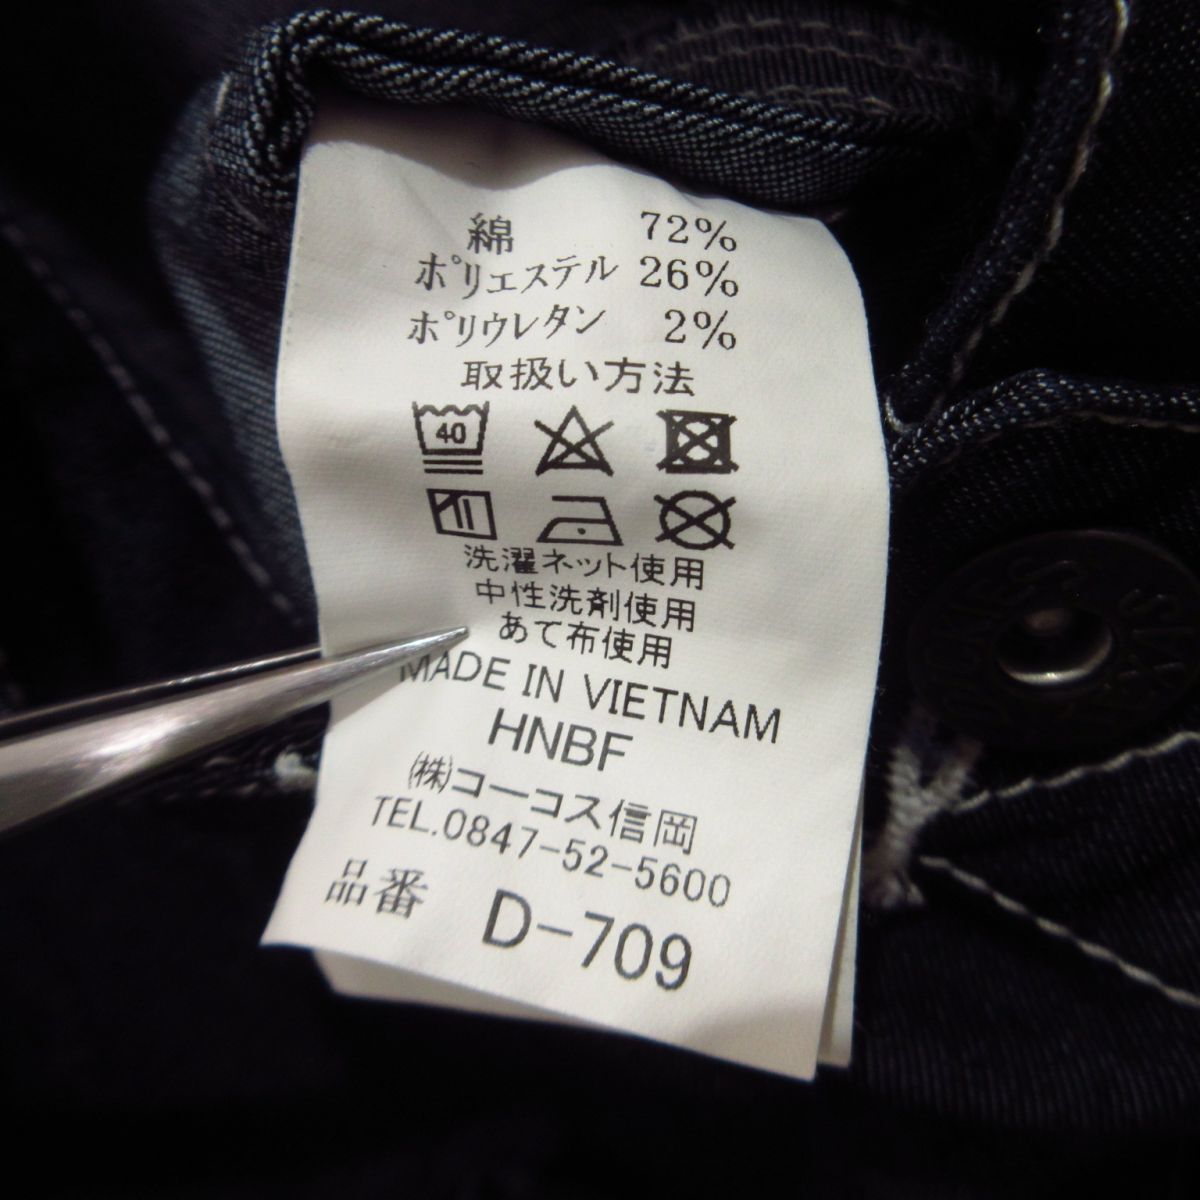 綿 72%
ポリエステル 26%
ポリウレタン 2%
取扱い方法
40
洗濯ネット使用
中性洗剤使用
あて布使用
MADE IN VIETNAM
HNBF
㈱コーコス信岡
TEL.0847-52-5600
品番 D-709